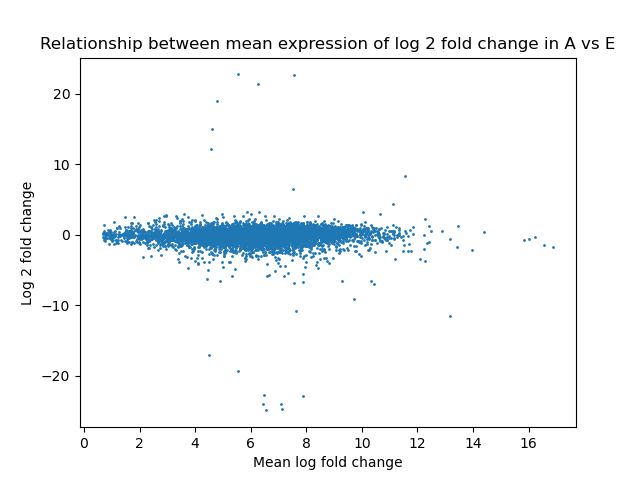 Relationship between mean expression of log 2 fold change in A vs E
20
10
0
−10
−20
Log 2 fold change
0 2 4 6 8 10 12 14 16
Mean log fold change